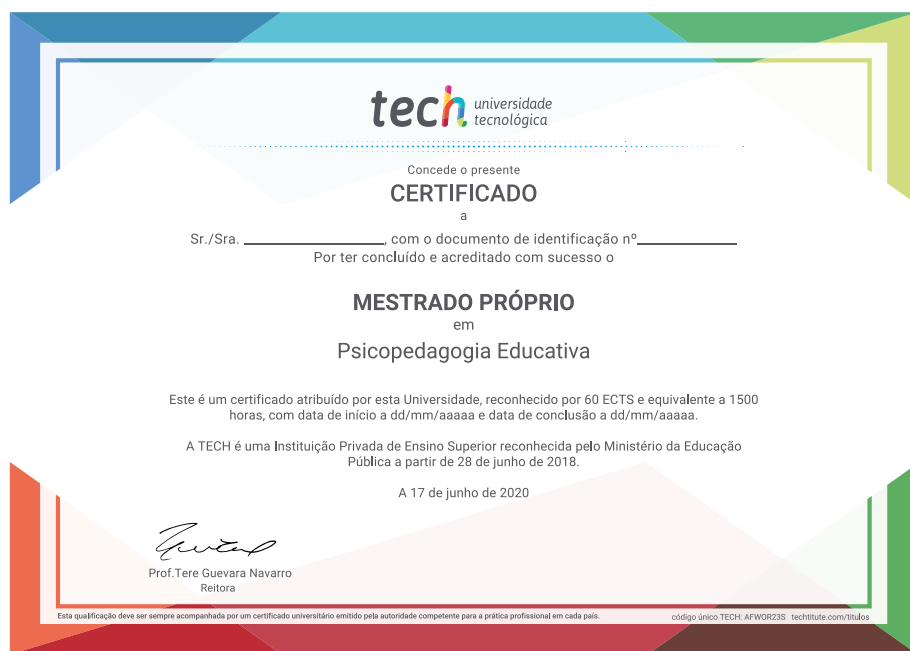 tech universidade
tecnológica
Concede o presente
CERTIFICADO
a
Sr./Sra. ________________, com o documento de identificação nº____________
Por ter concluído e acreditado com sucesso o
MESTRADO PRÓPRIO
em
Psicopedagogia Educativa
Este é um certificado atribuído por esta Universidade, reconhecido por 60 ECTS e equivalente a 1500
horas, com data de início a dd/mm/aaaaa e data de conclusão a dd/mm/aaaaa.
A TECH é uma Instituição Privada de Ensino Superior reconhecida pelo Ministério da Educação
Pública a partir de 28 de junho de 2018.
A 17 de junho de 2020
Prof.Tere Guevara Navarro
Reitora
Esta qualificação deve ser sempre acompanhada por um certificado universitário emitido pela autoridade competente para a prática profissional em cada país.
código único TECH: AFWOR23S techtitute.com/titulos